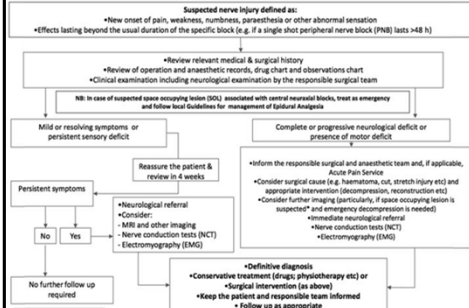 Suspected nerve injury defined as:
•New onset of pain, weakness, numbness, paraesthesia or other abnormal sensation
•Effects lasting beyond the usual duration of the specific block (e.g. if a single shot peripheral nerve block (PNB) lasts >48 h)
•Review relevant medical & surgical history
•Review of operation and anaesthetic records, drug chart and observations chart
•Clinical examination including neurological examination by the responsible surgical team
NB: In case of suspected space occupying lesion (SOL) associated with central neuraxial blocks, treat as emergency
and follow local Guidelines for management of Epidural Analgesia
Mild or resolving symptoms or
persistent sensory deficit
Complete or progressive neurological deficit or
presence of motor deficit
Reassure the patient &
review in 4 weeks
•Inform the responsible surgical and anaesthetic team and, if applicable,
Acute Pain Service
•Consider surgical cause (e.g. haematoma, cut, stretch injury etc) and
appropriate intervention (decompression, reconstruction etc)
•Consider further imaging (particularly, if space occupying lesion is
suspected* and emergency decompression is needed)
•Immediate neurological referral
•Nerve conduction tests (NCT)
•Electromyography (EMG)
Persistent symptoms
No
Yes
•Neurological referral
•Consider:
- MRI and other imaging
- Nerve conduction tests (NCT)
- Electromyography (EMG)
No further follow up
required
•Definitive diagnosis
•Conservative treatment (drugs; physiotherapy etc) or
•Surgical intervention (as above)
•Keep the patient and responsible team informed
•Follow up as appropriate